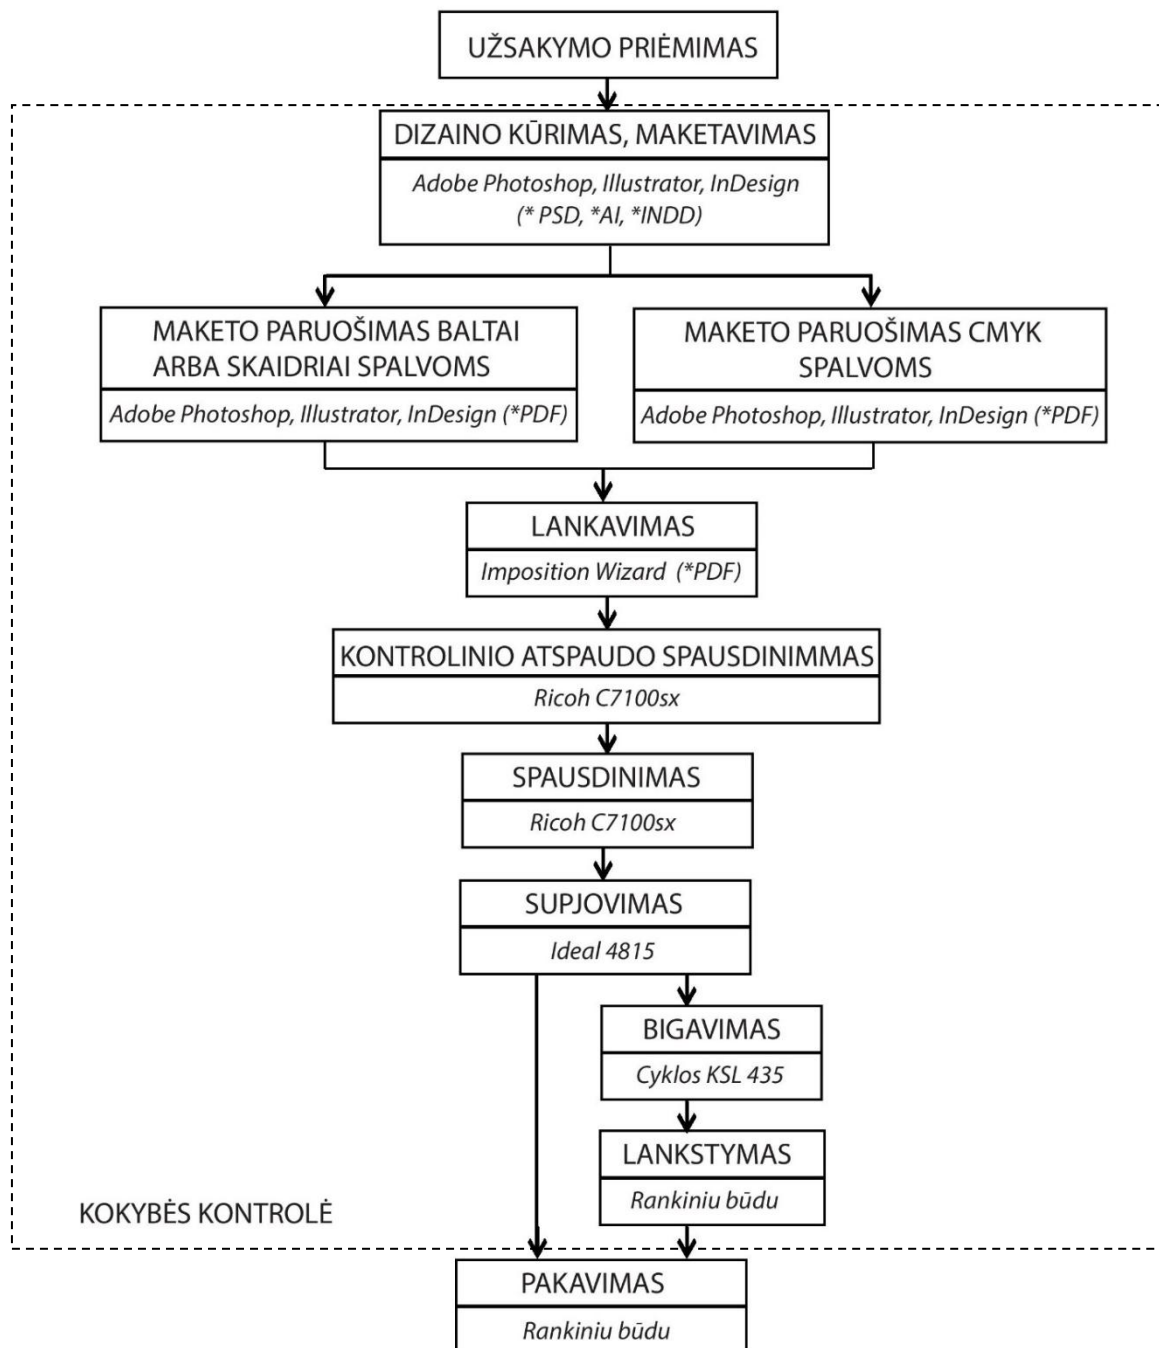 UŽSAKYMO PRIĖMIMAS
DIZAINO KŪRIMAS, MAKETAVIMAS
Adobe Photoshop, Illustrator, InDesign
(* PSD, *AI, *INDD)
MAKETO PARUOŠIMAS BALTAI
ARBA SKAIDRIAI SPALVOMS
Adobe Photoshop, Illustrator, InDesign (*PDF)
MAKETO PARUOŠIMAS CMYK
SPALVOMS
Adobe Photoshop, Illustrator, InDesign (*PDF)
LANKAVIMAS
Imposition Wizard (*PDF)
KONTROLINIO ATSPAUDO SPAUSDINIMMAS
Ricoh C7100sx
SPAUSDINIMAS
Ricoh C7100sx
SUPJOVIMAS
Ideal 4815
BIGAVIMAS
Cyklos KSL 435
LANKSTYMAS
Rankiniu būdu
KOKYBĖS KONTROLĖ
PAKAVIMAS
Rankiniu būdu